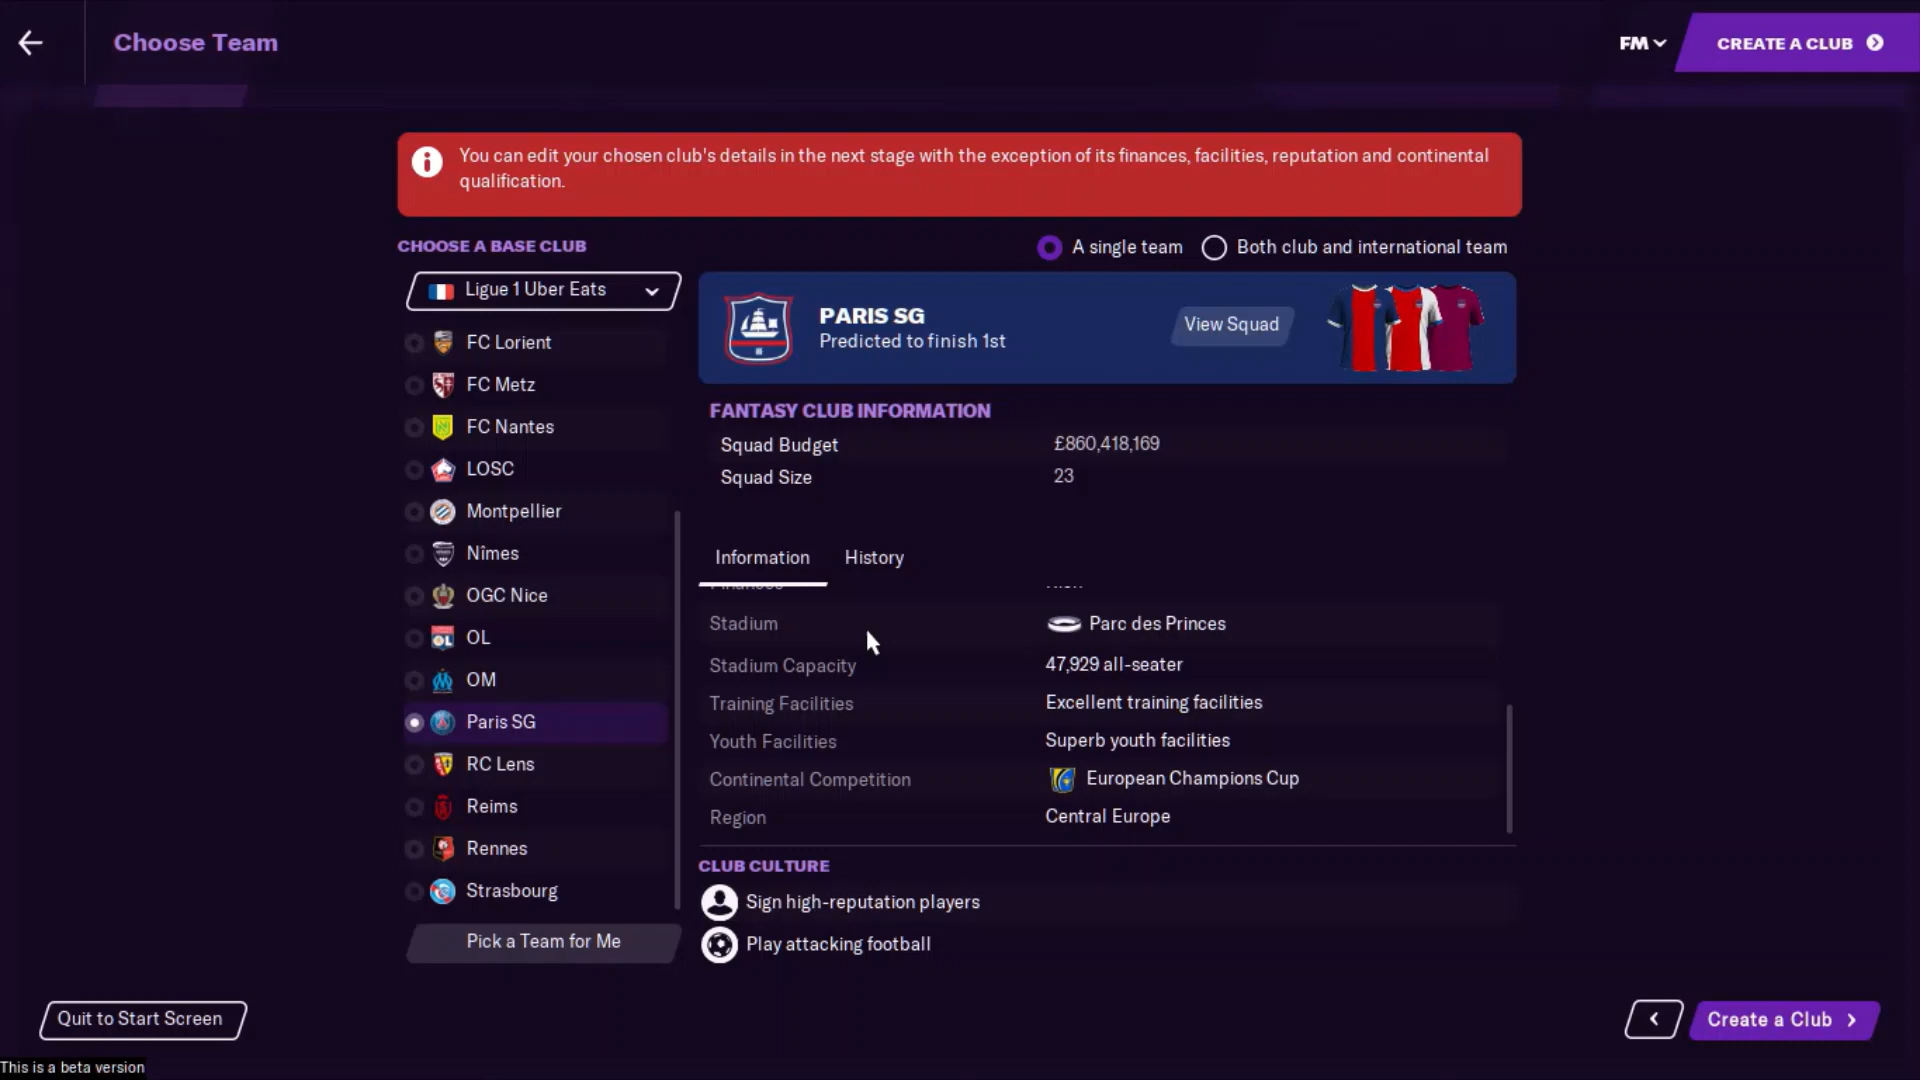 Choose Team
FM
CREATE A CLUB
You can edit your chosen club's details in the next stage with the exception of its finances, facilities, reputation and continental
qualification.
CHOOSE A BASE CLUB
A single team
Both club and international team
Ligue 1 Uber Eats
FC Lorient
FC Metz
FC Nantes
LOSC
Montpellier
Nîmes
OGC Nice
OL
OM
Paris SG
RC Lens
Reims
Rennes
Strasbourg
Pick a Team for Me
PARIS SG
Predicted to finish 1st
View Squad
FANTASY CLUB INFORMATION
Squad Budget £860,418,169
Squad Size 23
Information History
Stadium Parc des Princes
Stadium Capacity 47,929 all-seater
Training Facilities Excellent training facilities
Youth Facilities Superb youth facilities
Continental Competition European Champions Cup
Region Central Europe
CLUB CULTURE
Sign high-reputation players
Play attacking football
Quit to Start Screen
Create a Club
This is a beta version